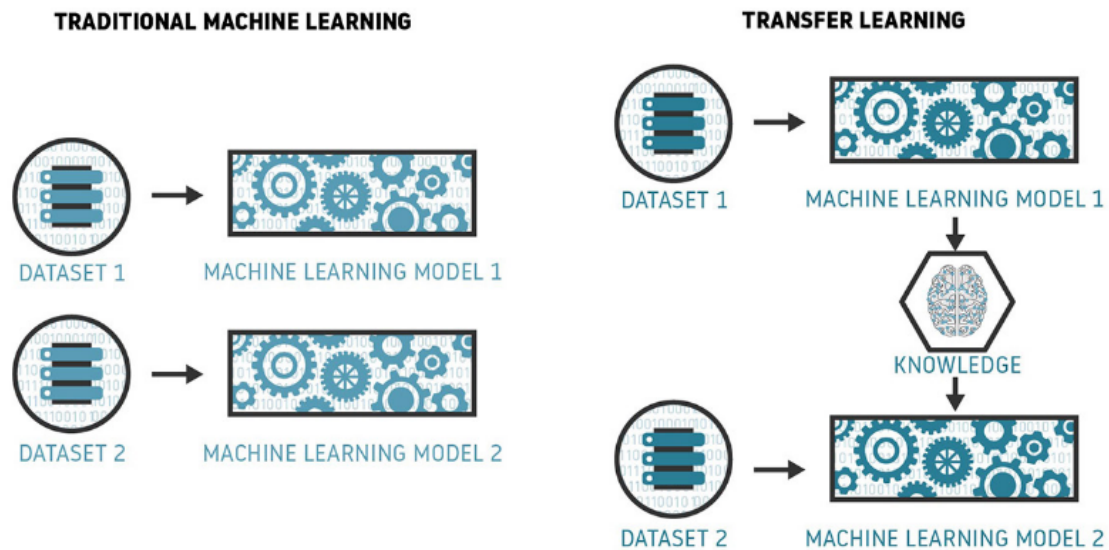 TRADITIONAL MACHINE LEARNING
DATASET 1
MACHINE LEARNING MODEL 1
DATASET 2
MACHINE LEARNING MODEL 2
TRANSFER LEARNING
DATASET 1
MACHINE LEARNING MODEL 1
KNOWLEDGE
DATASET 2
MACHINE LEARNING MODEL 2